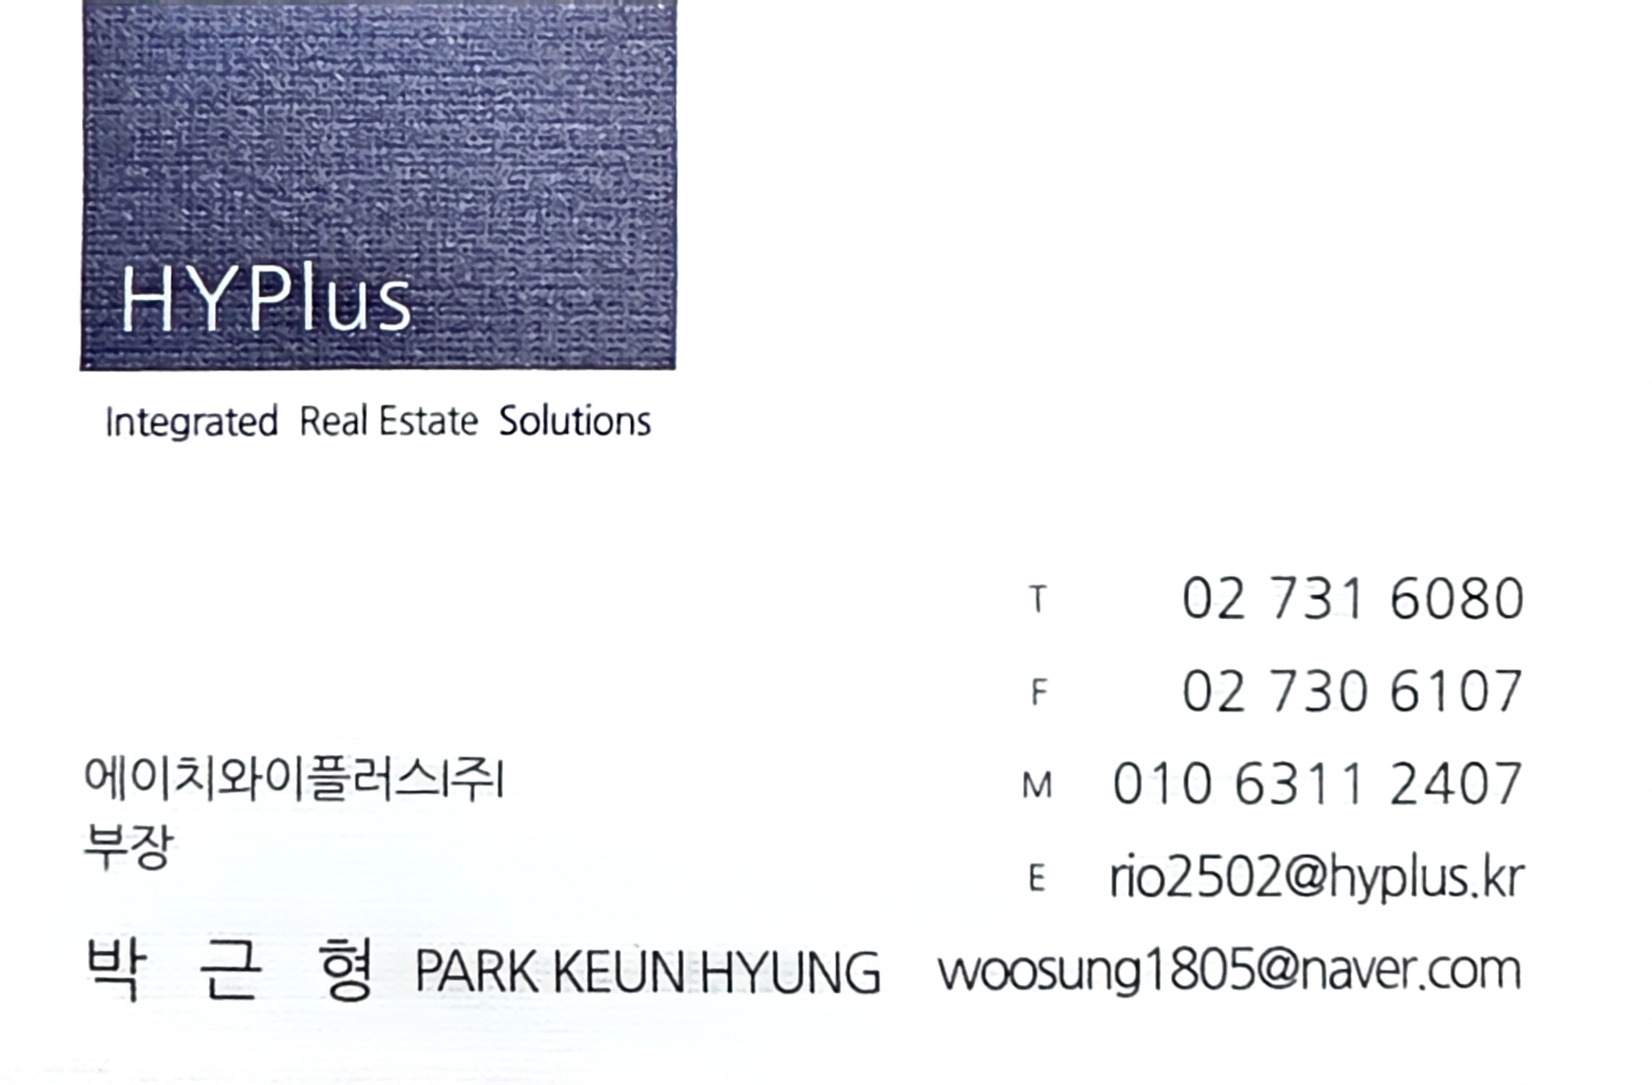 HYPlus
Integrated Real Estate Solutions
T 02 731 6080
F 02 730 6107
에이치와이플러스|주|
M 010 6311 2407
부장
E rio2502@hyplus.kr
박 근 형 PARK KEUN HYUNG
woosung1805@naver.com